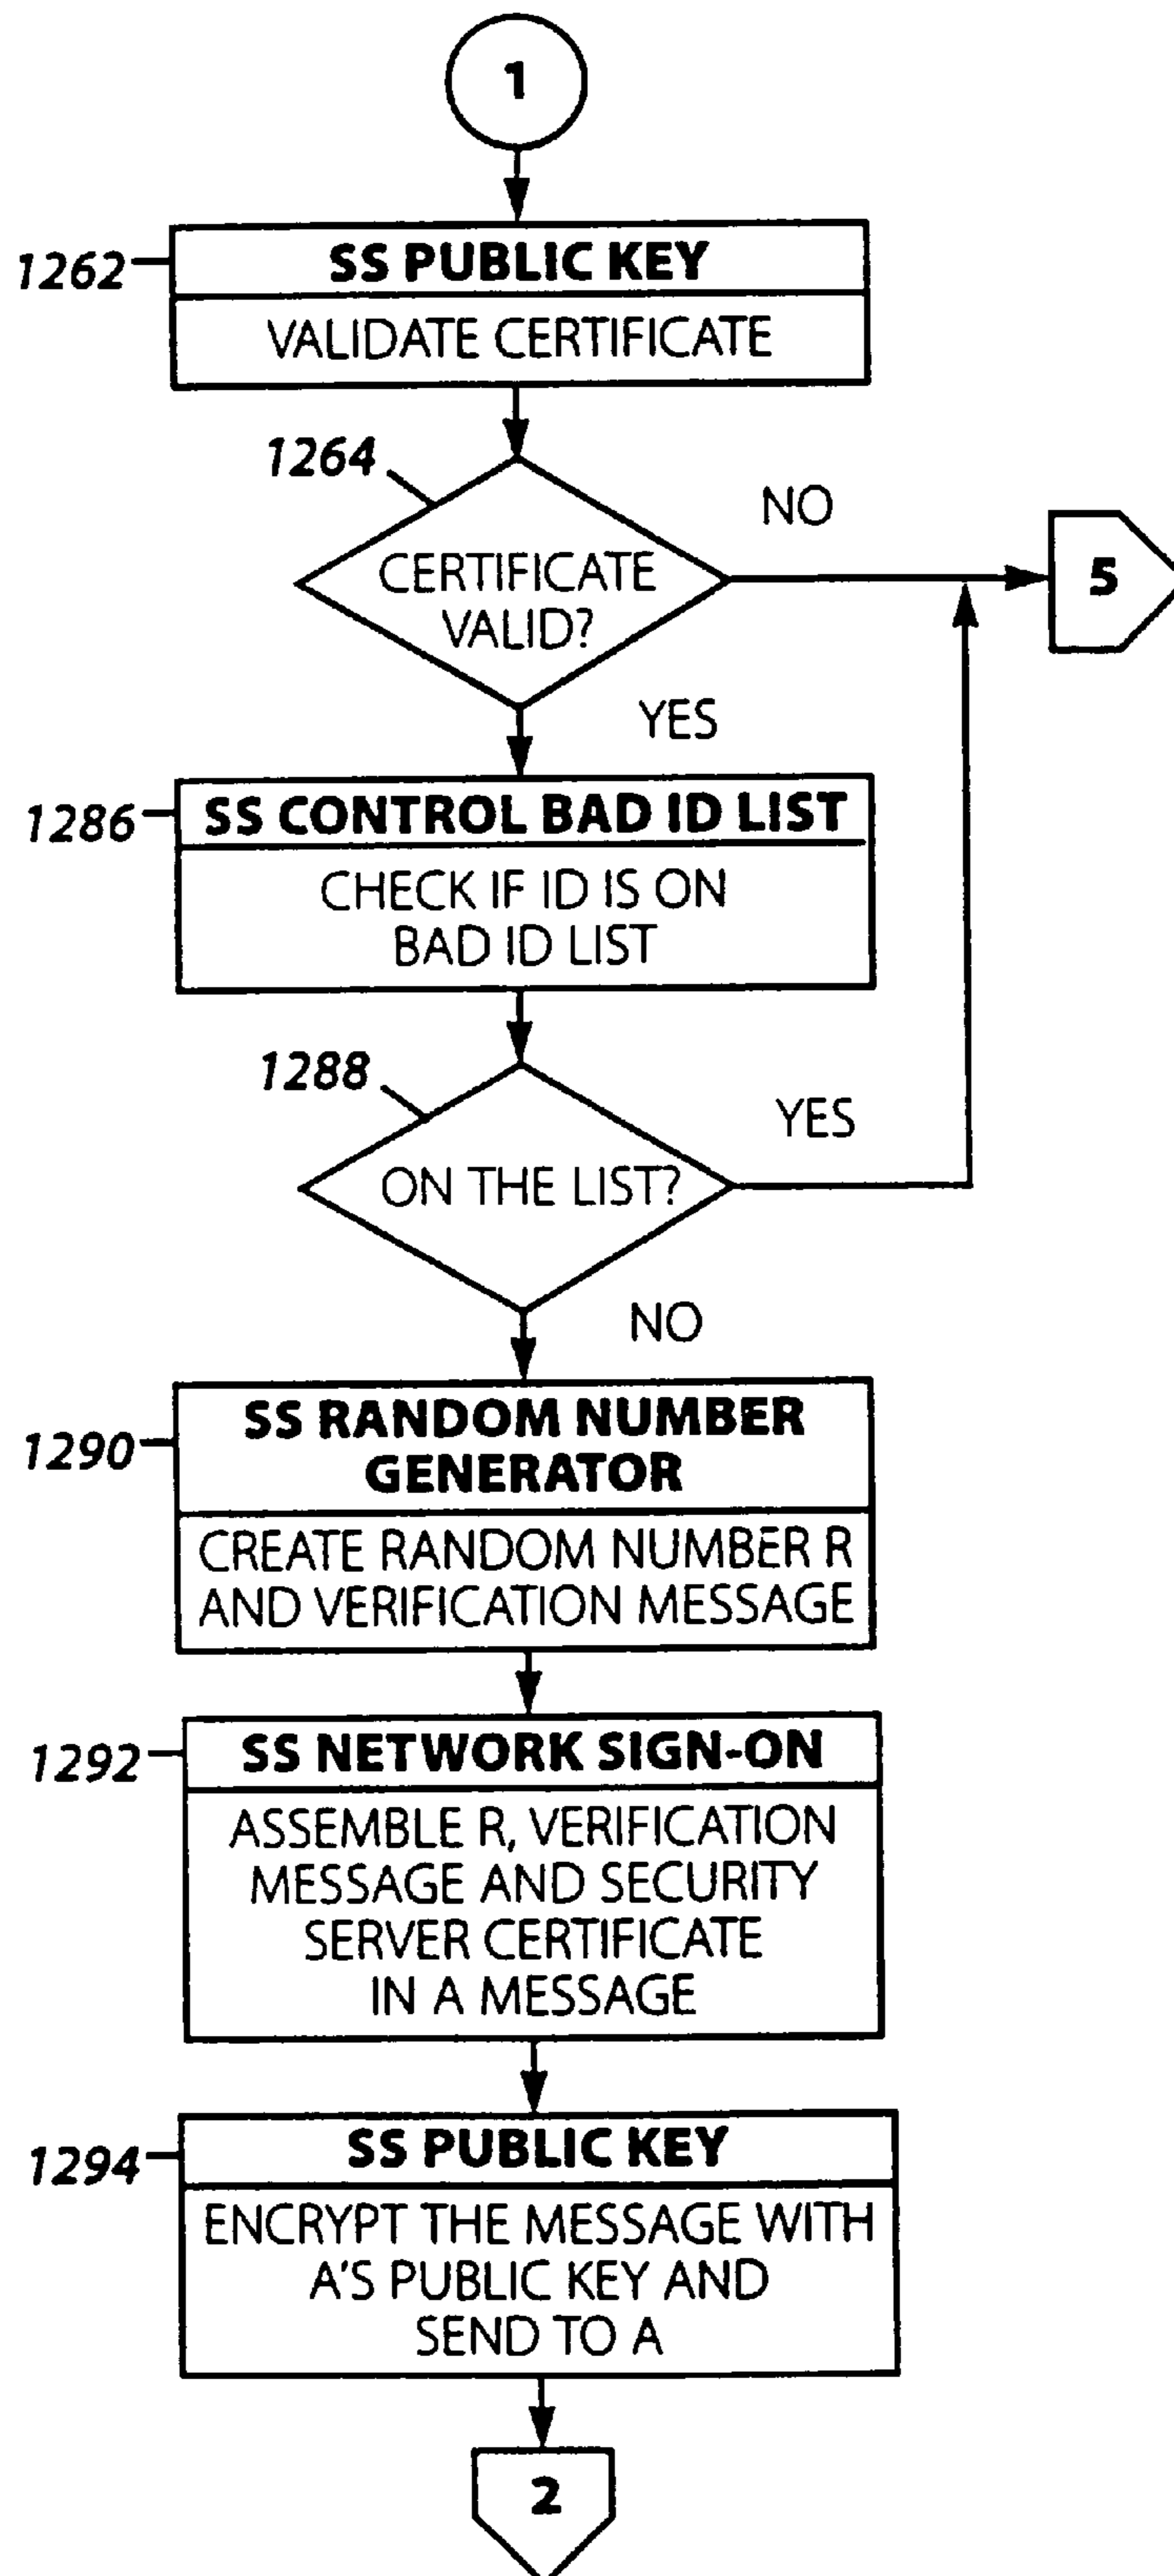 1
1262
SS PUBLIC KEY
VALIDATE CERTIFICATE
1264
NO
CERTIFICATE
VALID?
5
YES
1286
SS CONTROL BAD ID LIST
CHECK IF ID IS ON
BAD ID LIST
1288
YES
ON THE LIST?
NO
1290
SS RANDOM NUMBER
GENERATOR
CREATE RANDOM NUMBER R
AND VERIFICATION MESSAGE
1292
SS NETWORK SIGN-ON
ASSEMBLE R, VERIFICATION
MESSAGE AND SECURITY
SERVER CERTIFICATE
IN A MESSAGE
1294
SS PUBLIC KEY
ENCRYPT THE MESSAGE WITH
A'S PUBLIC KEY AND
SEND TO A
2